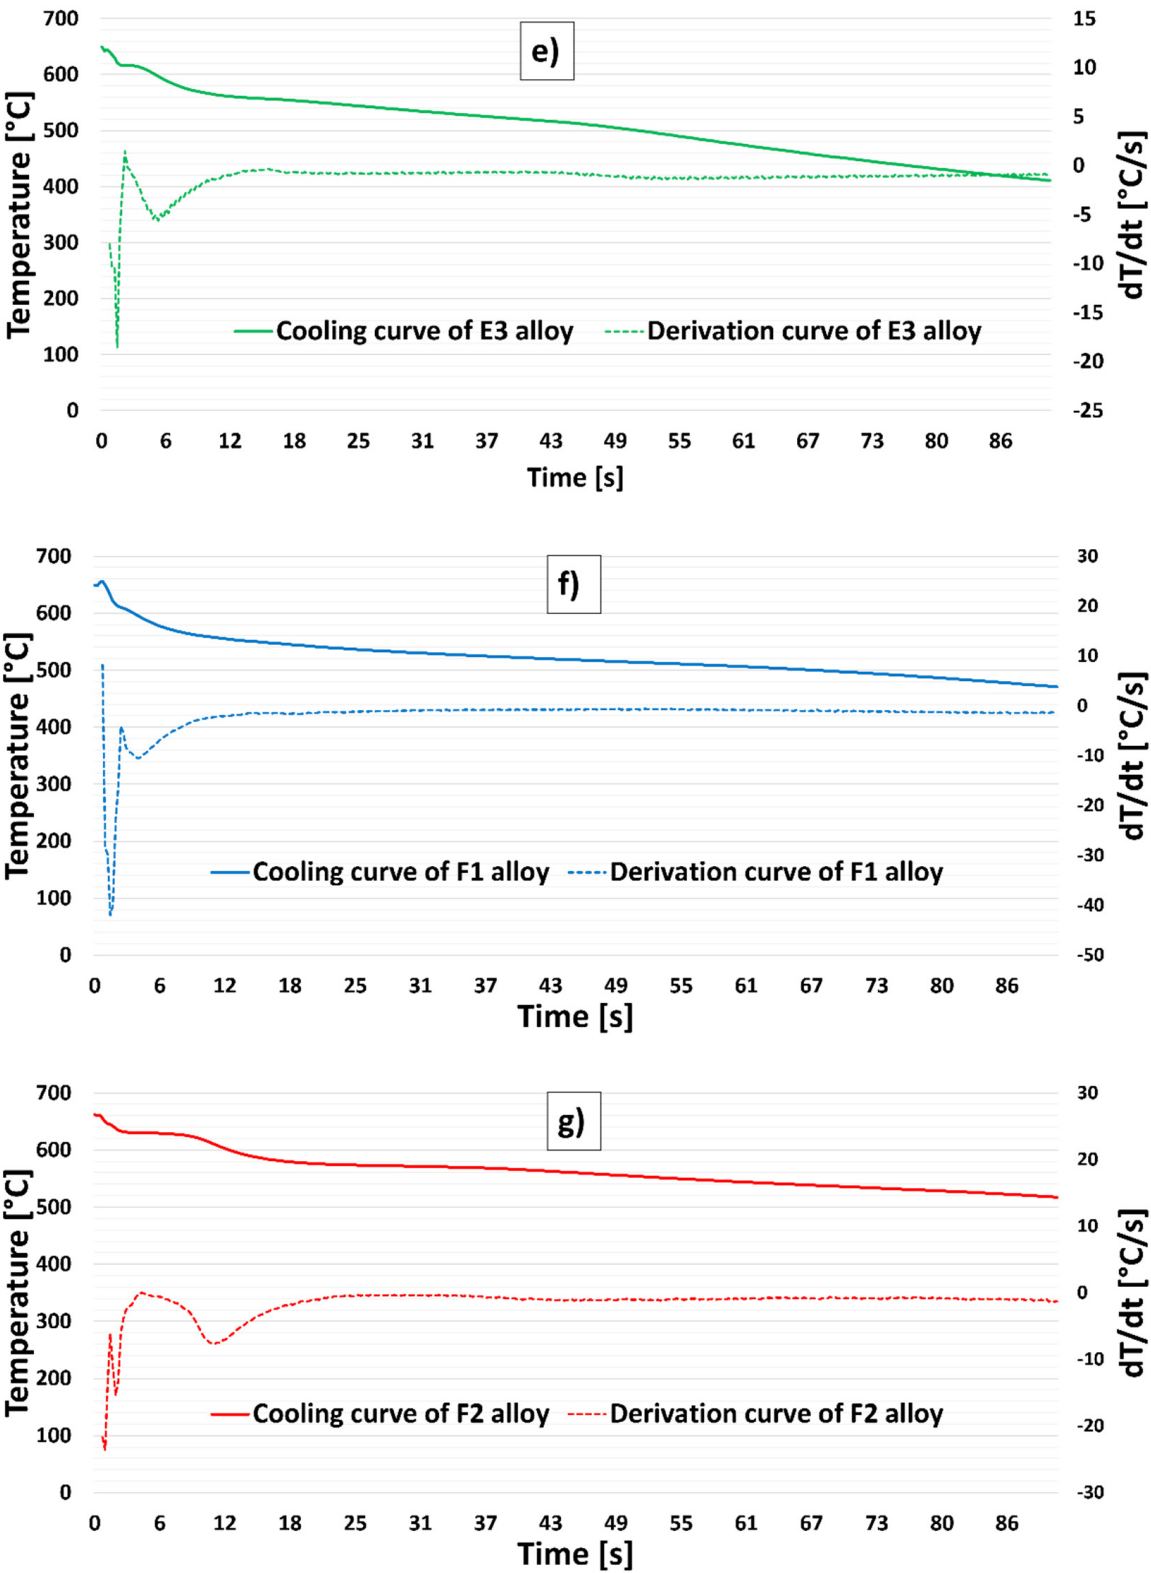 e)
Temperature [°C]
700
600
500
400
300
200
100
0
15
10
5
0
-5
-10
-15
-20
-25
dT/dt [°C/s]
Cooling curve of E3 alloy Derivation curve of E3 alloy
0 6 12 18 25 31 37 43 49 55 61 67 73 80 86
Time [s]
f)
Temperature [°C]
700
600
500
400
300
200
100
0
30
20
10
0
-10
-20
-30
-40
-50
dT/dt [°C/s]
Cooling curve of F1 alloy Derivation curve of F1 alloy
0 6 12 18 25 31 37 43 49 55 61 67 73 80 86
Time [s]
g)
Temperature [°C]
700
600
500
400
300
200
100
0
30
20
10
0
-10
-20
-30
dT/dt [°C/s]
Cooling curve of F2 alloy Derivation curve of F2 alloy
0 6 12 18 25 31 37 43 49 55 61 67 73 80 86
Time [s]